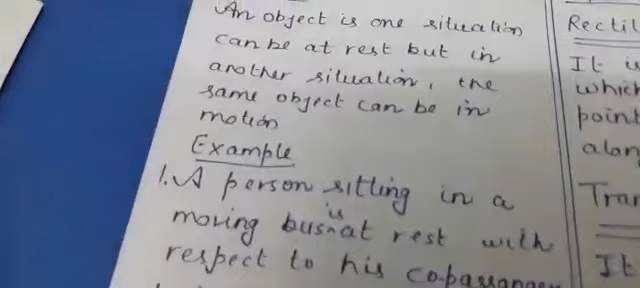 An object is one situation
can be at rest but in
another situation, the
same object can be in
motion
Example
1. A person sitting in a
moving bus is at rest with
respect to his copassanger
Rectil
It is
which
point
alon
Tran
It